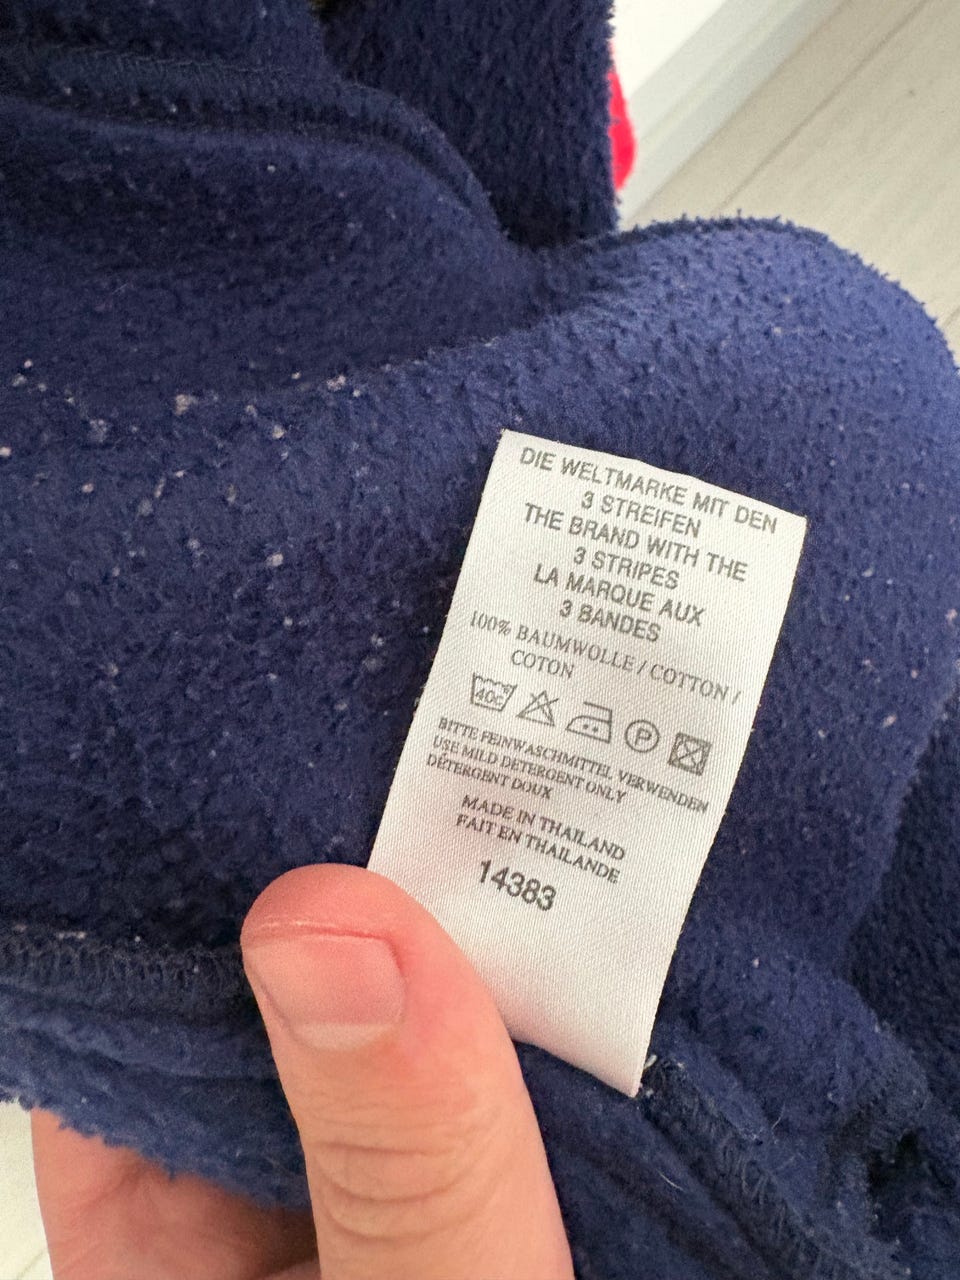 DIE WELTMARKE MIT DEN
3 STREIFEN
THE BRAND WITH THE
3 STRIPES
LA MARQUE AUX
3 BANDES
100% BAUMWOLLE / COTTON /
COTON
40c P
BITTE FEINWASCHMITTEL VERWENDEN
USE MILD DETERGENT ONLY
DÉTERGENT DOUX
MADE IN THAILAND
FAIT EN THAILANDE
14383